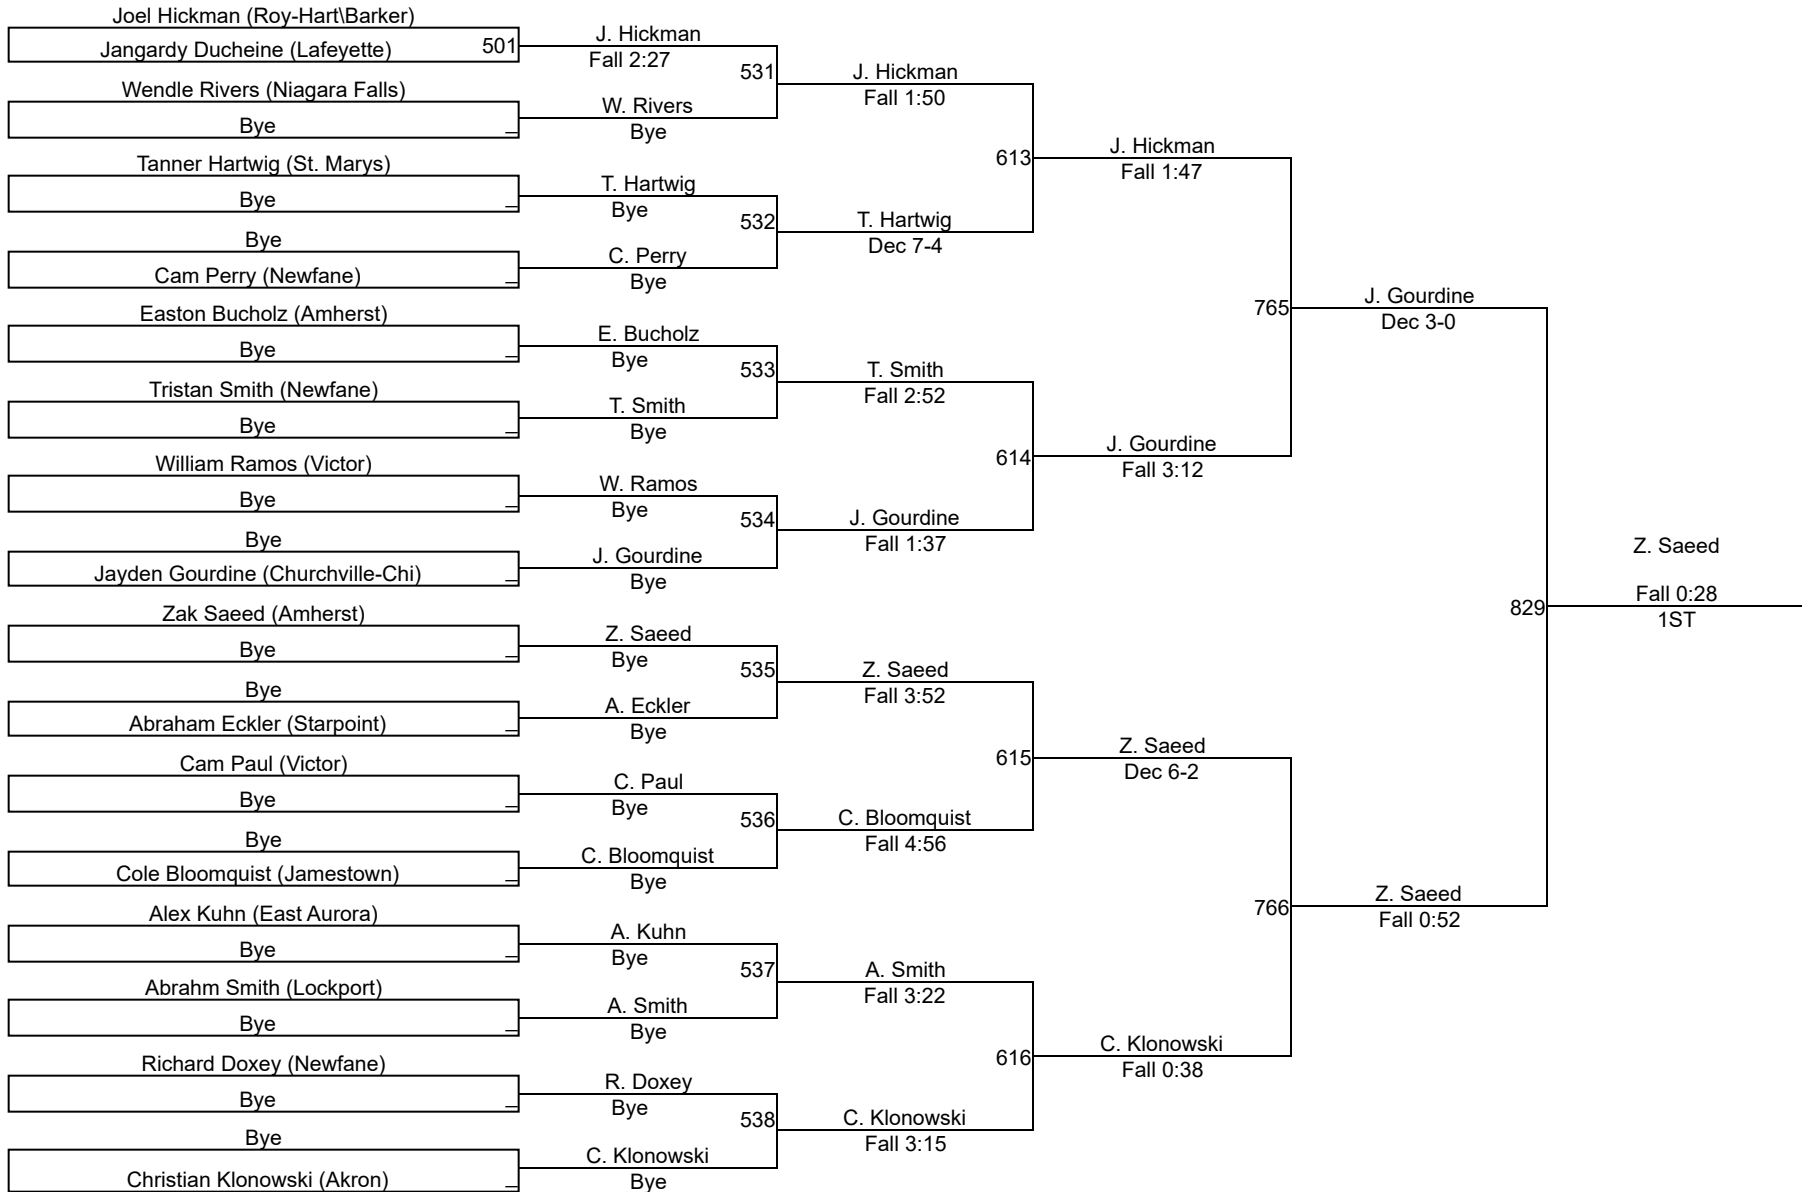 Joel Hickman (Roy-Hart\Barker)
Jangardy Ducheine (Lafeyette) 501
Wendle Rivers (Niagara Falls)
Bye _
Tanner Hartwig (St. Marys)
Bye _
Bye
Cam Perry (Newfane) _
Easton Bucholz (Amherst)
Bye _
Tristan Smith (Newfane)
Bye _
William Ramos (Victor)
Bye _
Bye
Jayden Gourdine (Churchville-Chi) _
Zak Saeed (Amherst)
Bye _
Bye
Abraham Eckler (Starpoint) _
Cam Paul (Victor)
Bye _
Bye
Cole Bloomquist (Jamestown) _
Alex Kuhn (East Aurora)
Bye _
Abrahm Smith (Lockport)
Bye _
Richard Doxey (Newfane)
Bye _
Bye
Christian Klonowski (Akron) _
J. Hickman
Fall 2:27
531
W. Rivers
Bye
T. Hartwig
Bye
532
C. Perry
Bye
E. Bucholz
Bye
533
T. Smith
Bye
W. Ramos
Bye
534
J. Gourdine
Bye
Z. Saeed
Bye
535
A. Eckler
Bye
C. Paul
Bye
536
C. Bloomquist
Bye
A. Kuhn
Bye
537
A. Smith
Bye
R. Doxey
Bye
538
C. Klonowski
Bye
J. Hickman
Fall 1:50
613
T. Hartwig
Dec 7-4
T. Smith
Fall 2:52
614
J. Gourdine
Fall 1:37
Z. Saeed
Fall 3:52
615
C. Bloomquist
Fall 4:56
A. Smith
Fall 3:22
616
C. Klonowski
Fall 3:15
J. Hickman
Fall 1:47
765
J. Gourdine
Fall 3:12
Z. Saeed
Dec 6-2
766
C. Klonowski
Fall 0:38
J. Gourdine
Dec 3-0
829
Z. Saeed
Fall 0:52
Z. Saeed
Fall 0:28
1ST